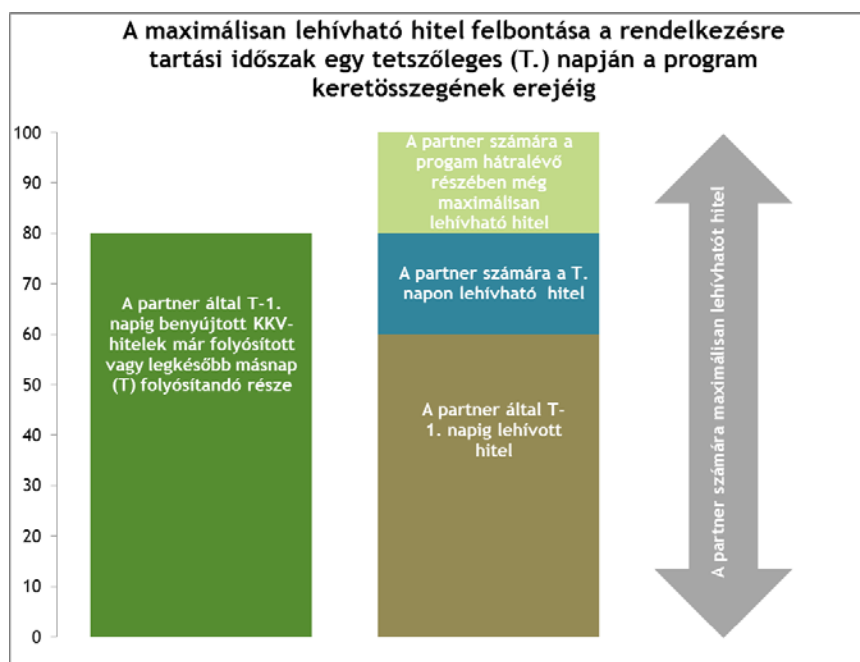 A maximálisan lehívható hitel felbontása a rendelkezésre
tartási időszak egy tetszőleges (T.) napján a program
keretösszegének erejéig
100
90
80
70
60
50
40
30
20
10
0
A partner által T-1.
napig benyújtott KKV-
hitelek már folyósított
vagy legkésőbb másnap
(T) folyósítandó része
A partner számára a
progam hátralévő
részében még
maximálisan
lehívható hitel
A partner számára a T.
napon lehívható hitel
A partner által T-
1. napig lehívott
hitel
A partner számára maximálisan lehívhatót hitel